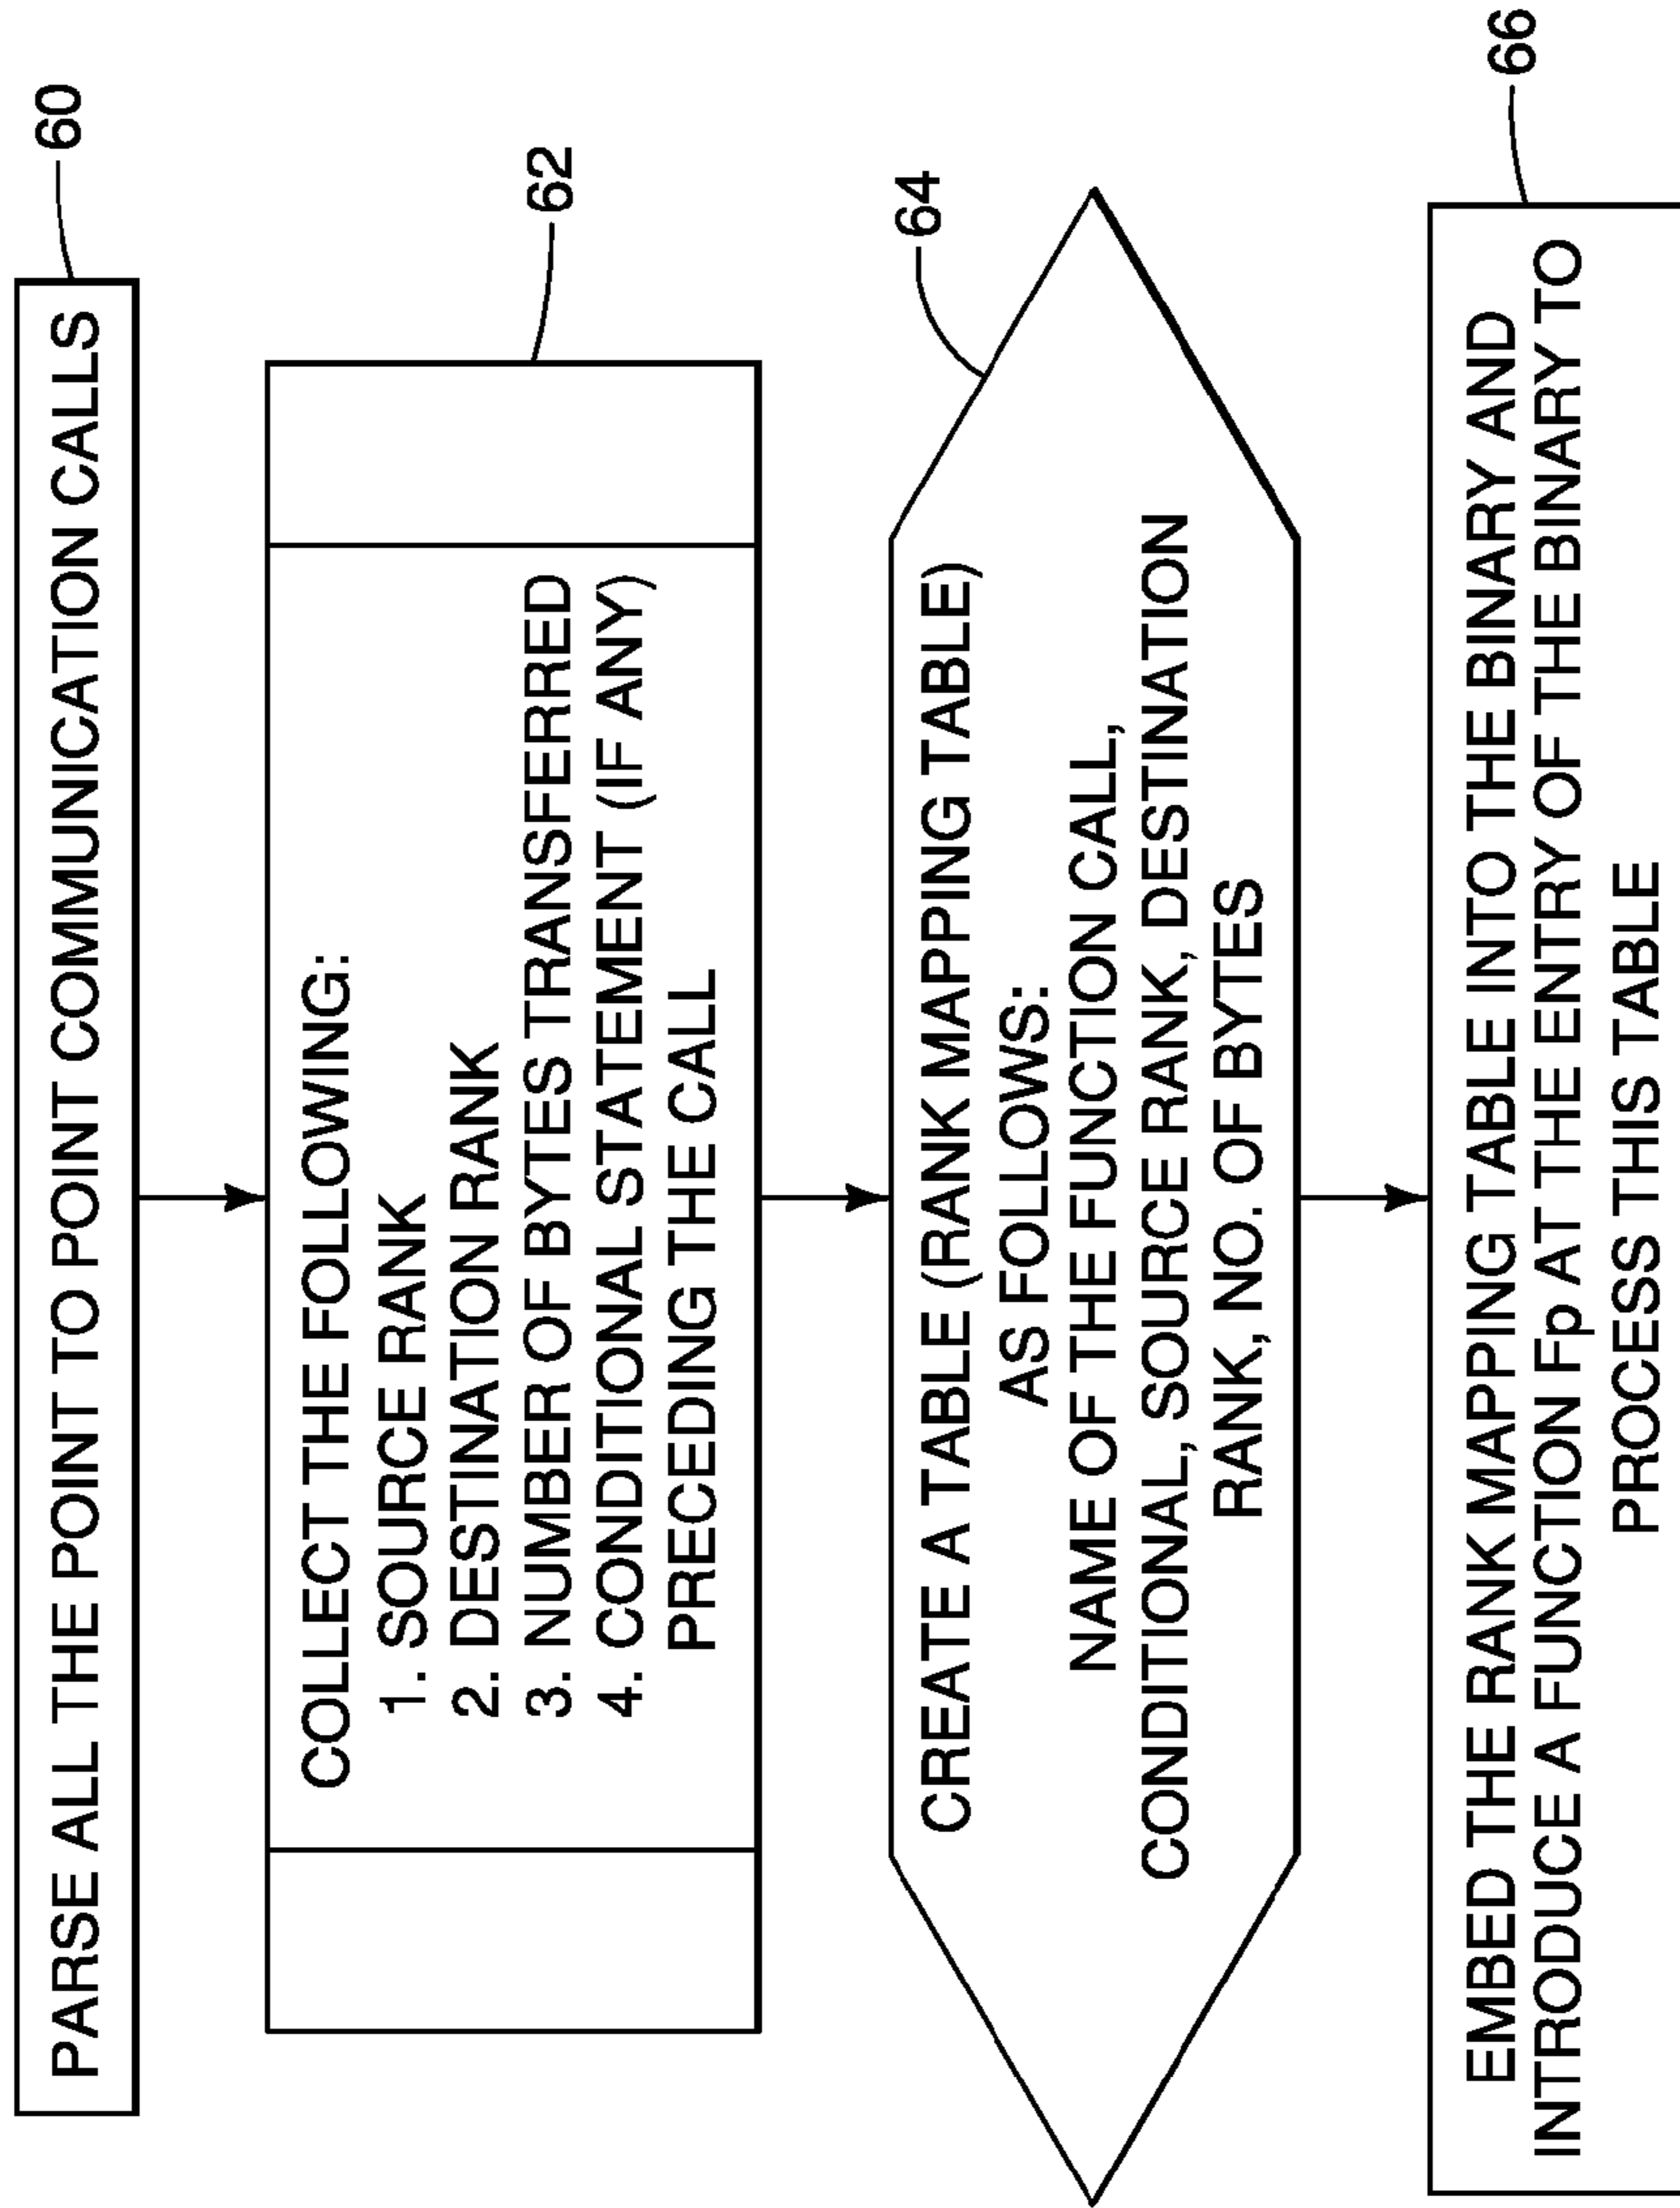 PARSE ALL THE POINT TO POINT COMMUNICATION CALLS
60
COLLECT THE FOLLOWING:
1. SOURCE RANK
2. DESTINATION RANK
3. NUMBER OF BYTES TRANSFERRED
4. CONDITIONAL STATEMENT (IF ANY)
PRECEDING THE CALL
62
CREATE A TABLE (RANK MAPPING TABLE)
AS FOLLOWS:
NAME OF THE FUNCTION CALL,
CONDITIONAL, SOURCE RANK, DESTINATION
RANK, NO. OF BYTES
64
EMBED THE RANK MAPPING TABLE INTO THE BINARY AND
INTRODUCE A FUNCTION Fp AT THE ENTRY OF THE BINARY TO
PROCESS THIS TABLE
66